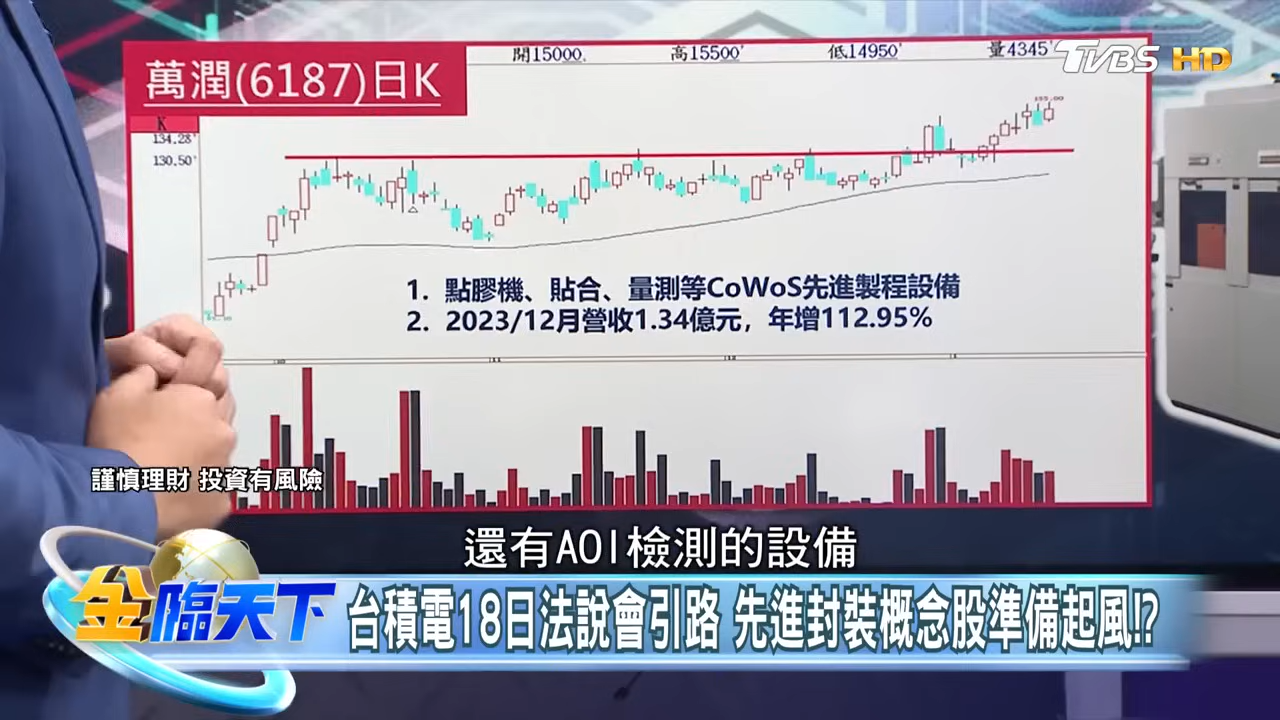 開15000. 高15500' 低14950' 量4345'
TVBS HD
萬潤(6187)日K
K
134.28'
130.50'
155.00
1. 點膠機、貼合、量測等CoWoS先進製程設備
2. 2023/12月營收1.34億元，年增112.95%
謹慎理財 投資有風險
還有AOI檢測的設備
金臨天下
台積電18日法說會引路 先進封裝概念股準備起風!?